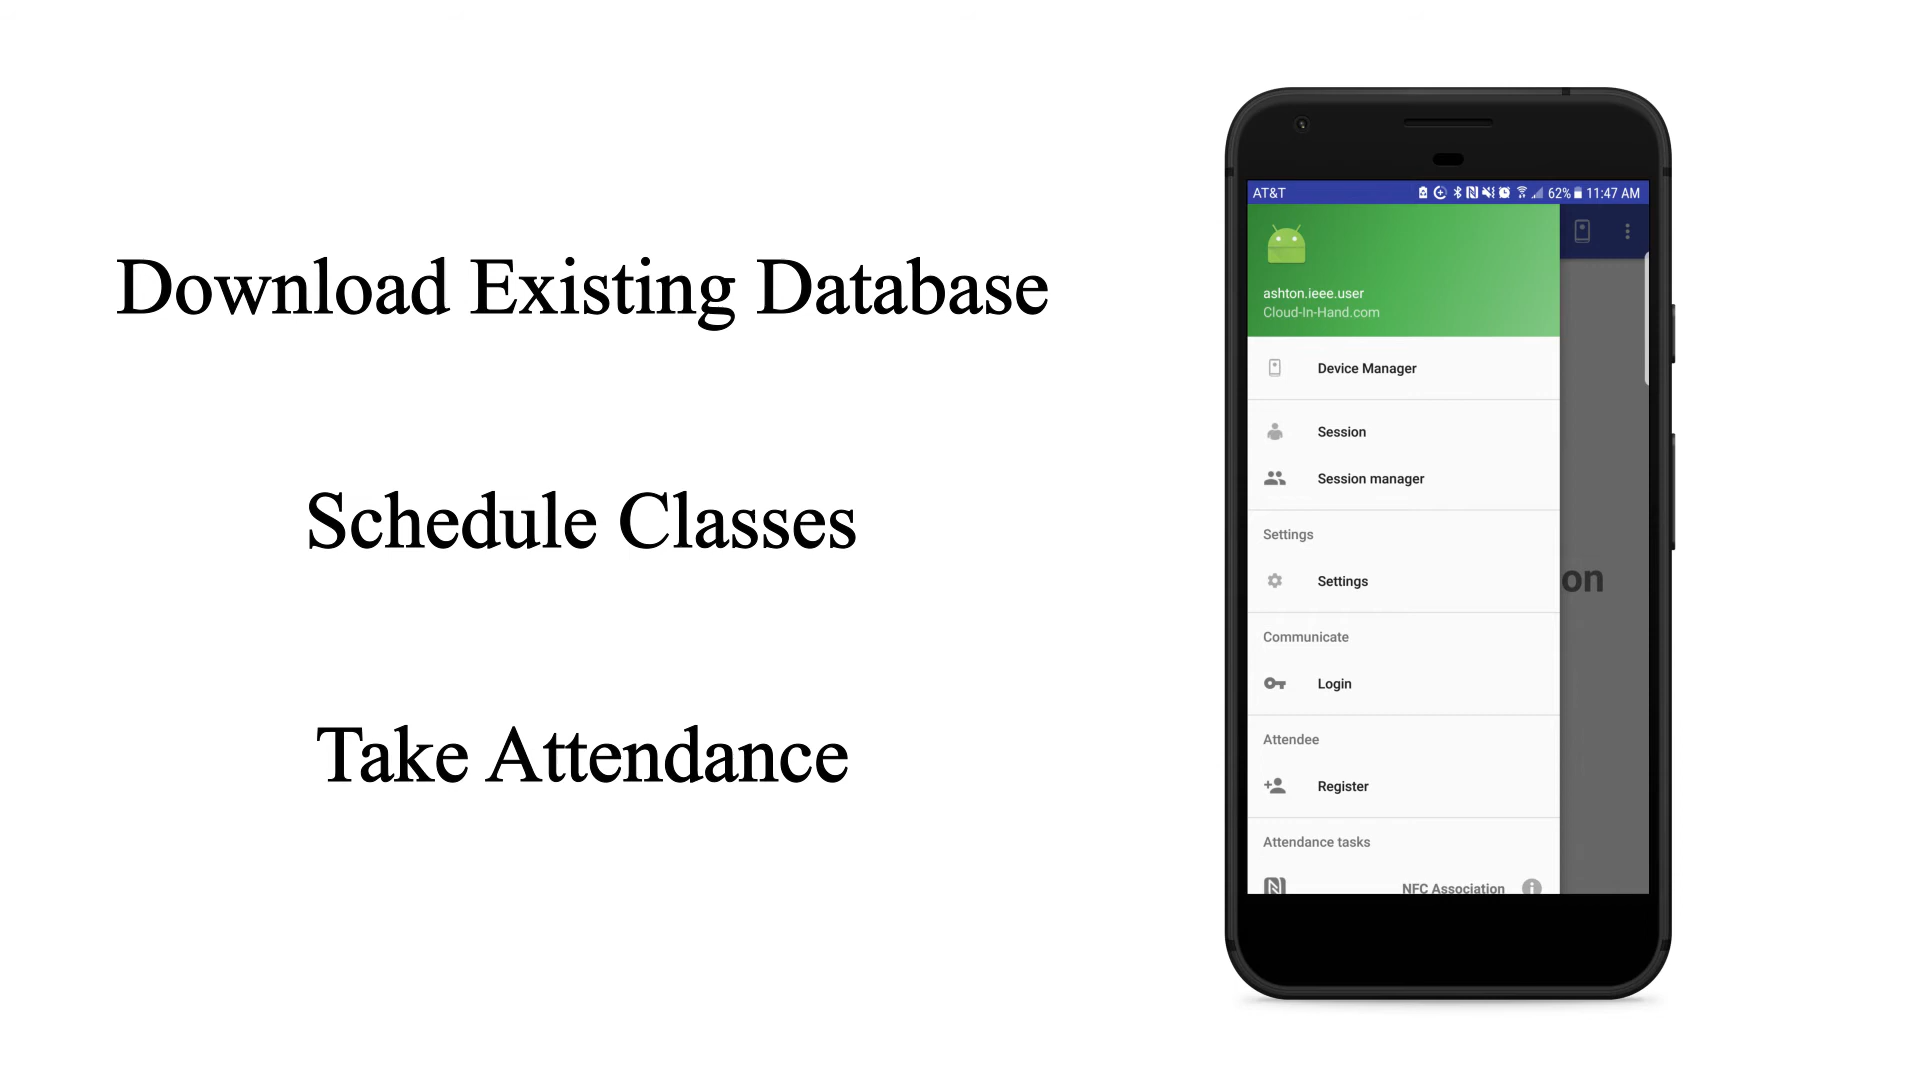 Download Existing Database
Schedule Classes
Take Attendance
AT&T 62% 11:47 AM
ashton.ieee.user
Cloud-In-Hand.com
Device Manager
Session
Session manager
Settings
Settings
on
Communicate
Login
Attendee
Register
Attendance tasks
NFC Association